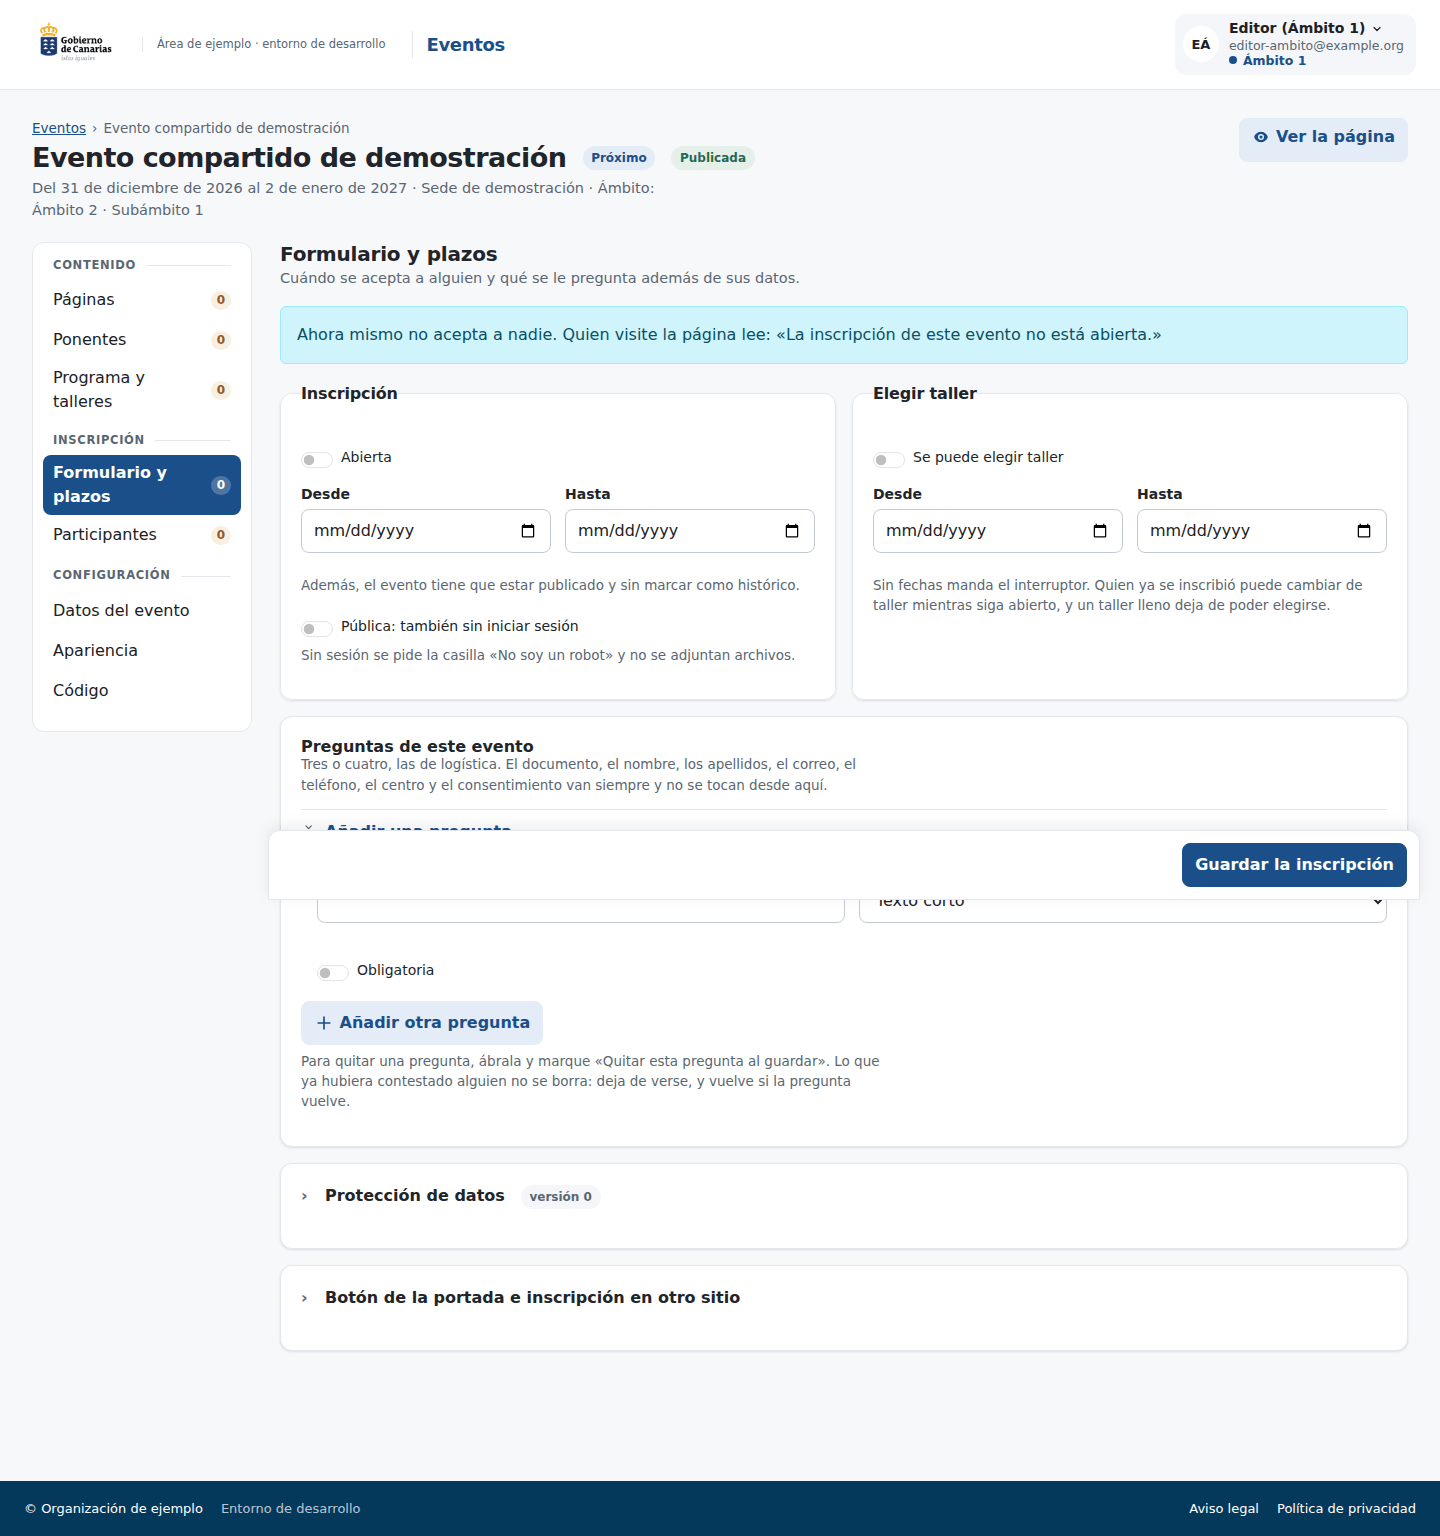 Gobierno
de Canarias
islas iguales
Área de ejemplo · entorno de desarrollo
Eventos
EÁ
Editor (Ámbito 1)
editor-ambito@example.org
Ámbito 1
Eventos › Evento compartido de demostración
Ver la página
Evento compartido de demostración
Próximo
Publicada
Del 31 de diciembre de 2026 al 2 de enero de 2027 · Sede de demostración · Ámbito:
Ámbito 2 · Subámbito 1
CONTENIDO
Páginas 0
Ponentes 0
Programa y
talleres 0
INSCRIPCIÓN
Formulario y
plazos 0
Participantes 0
CONFIGURACIÓN
Datos del evento
Apariencia
Código
Formulario y plazos
Cuándo se acepta a alguien y qué se le pregunta además de sus datos.
Ahora mismo no acepta a nadie. Quien visite la página lee: «La inscripción de este evento no está abierta.»
Inscripción
Abierta
Desde
Hasta
mm/dd/yyyy
mm/dd/yyyy
Además, el evento tiene que estar publicado y sin marcar como histórico.
Pública: también sin iniciar sesión
Sin sesión se pide la casilla «No soy un robot» y no se adjuntan archivos.
Elegir taller
Se puede elegir taller
Desde
Hasta
mm/dd/yyyy
mm/dd/yyyy
Sin fechas manda el interruptor. Quien ya se inscribió puede cambiar de
taller mientras siga abierto, y un taller lleno deja de poder elegirse.
Preguntas de este evento
Tres o cuatro, las de logística. El documento, el nombre, los apellidos, el correo, el
teléfono, el centro y el consentimiento van siempre y no se tocan desde aquí.
Añadir una pregunta
Guardar la inscripción
Texto corto
Obligatoria
Añadir otra pregunta
Para quitar una pregunta, ábrala y marque «Quitar esta pregunta al guardar». Lo que
ya hubiera contestado alguien no se borra: deja de verse, y vuelve si la pregunta
vuelve.
› Protección de datos
versión 0
› Botón de la portada e inscripción en otro sitio
© Organización de ejemplo
Entorno de desarrollo
Aviso legal
Política de privacidad